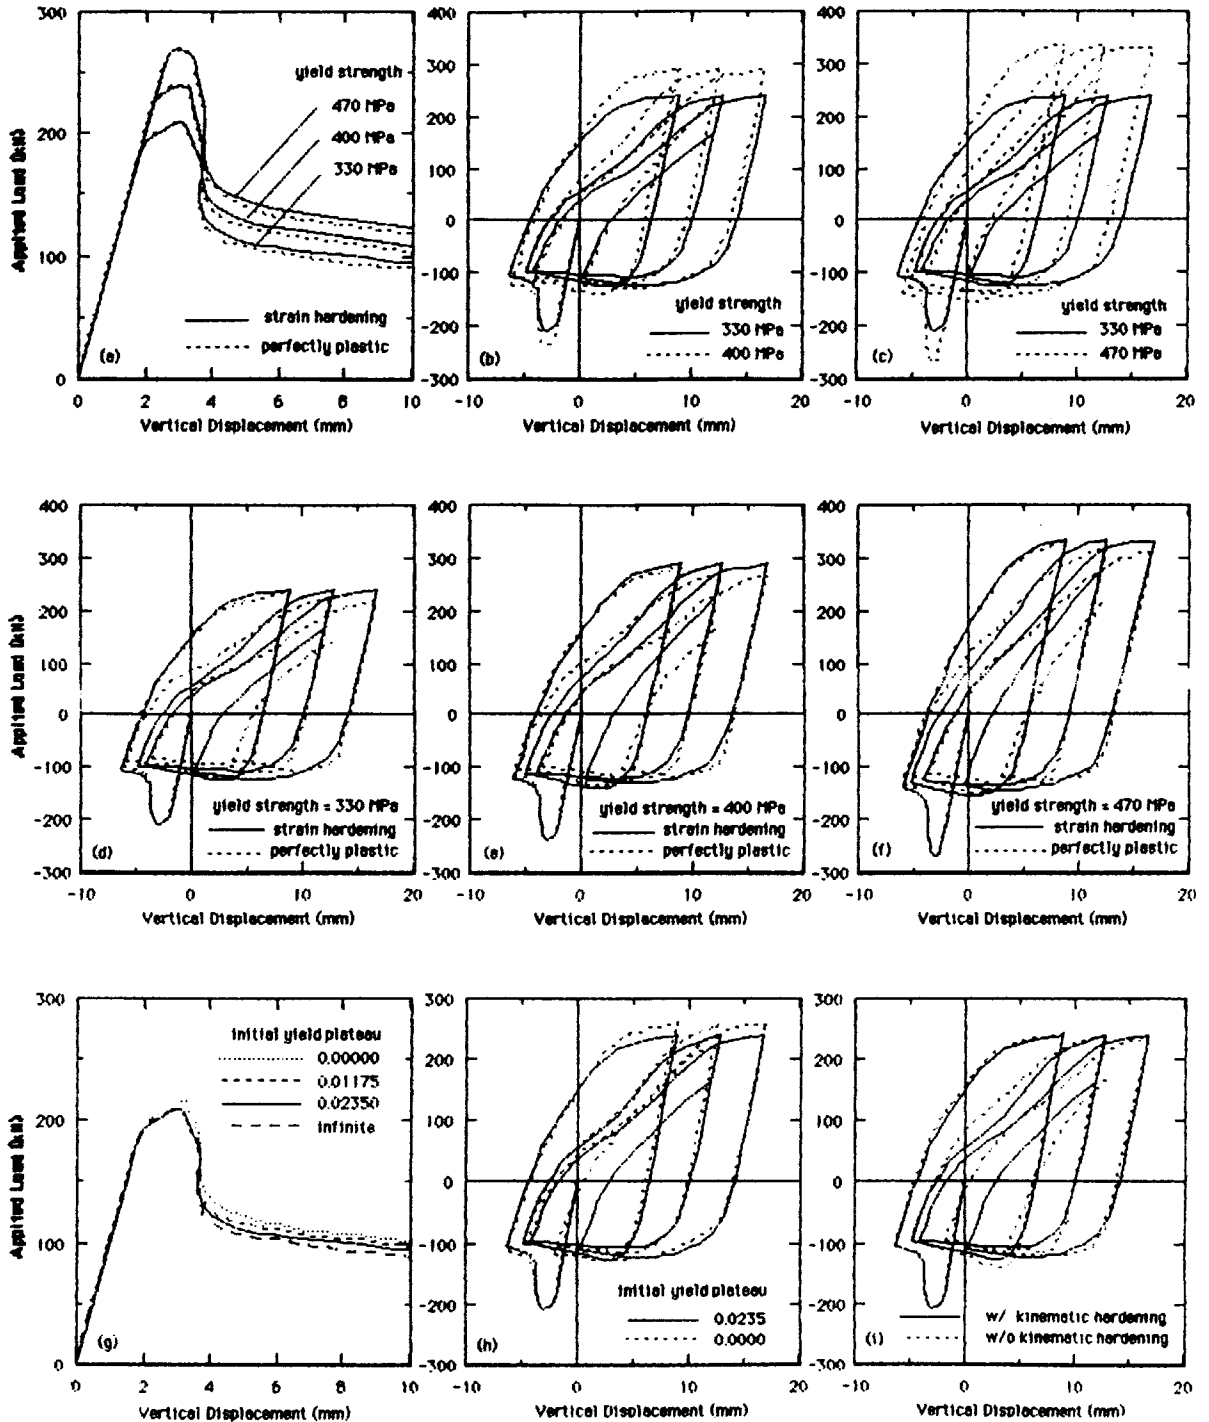 300
200
100
0
0 2 4 6 8 10
Applied Load (kN)
Vertical Displacement (mm)
yield strength
470 MPa
400 MPa
330 MPa
strain hardening
perfectly plastic
(a)
400
300
200
100
0
-100
-200
-300
-10 0 10 20
Vertical Displacement (mm)
yield strength
330 MPa
400 MPa
(b)
400
300
200
100
0
-100
-200
-300
-10 0 10 20
Vertical Displacement (mm)
yield strength
330 MPa
470 MPa
(c)
400
300
200
100
0
-100
-200
-300
-10 0 10 20
Applied Load (kN)
Vertical Displacement (mm)
yield strength = 330 MPa
strain hardening
perfectly plastic
(d)
400
300
200
100
0
-100
-200
-300
-10 0 10 20
Vertical Displacement (mm)
yield strength = 400 MPa
strain hardening
perfectly plastic
(e)
400
300
200
100
0
-100
-200
-300
-10 0 10 20
Vertical Displacement (mm)
yield strength = 470 MPa
strain hardening
perfectly plastic
(f)
300
200
100
0
0 2 4 6 8 10
Applied Load (kN)
Vertical Displacement (mm)
initial yield plateau
0.00000
0.01175
0.02350
infinite
(g)
300
200
100
0
-100
-200
-300
-10 0 10 20
Vertical Displacement (mm)
initial yield plateau
0.0235
0.0000
(h)
300
200
100
0
-100
-200
-300
-10 0 10 20
Vertical Displacement (mm)
w/ kinematic hardening
w/o kinematic hardening
(i)